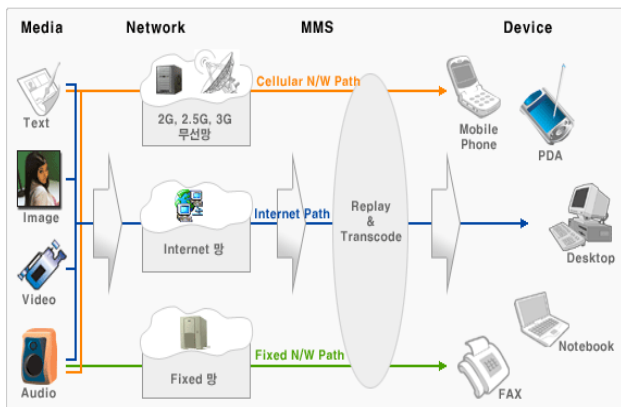 Media
Network
MMS
Device
Text
Image
Video
Audio
2G, 2.5G, 3G
무선망
Internet 망
Fixed 망
Cellular N/W Path
Internet Path
Fixed N/W Path
Replay
&
Transcode
Mobile
Phone
PDA
Desktop
Notebook
FAX